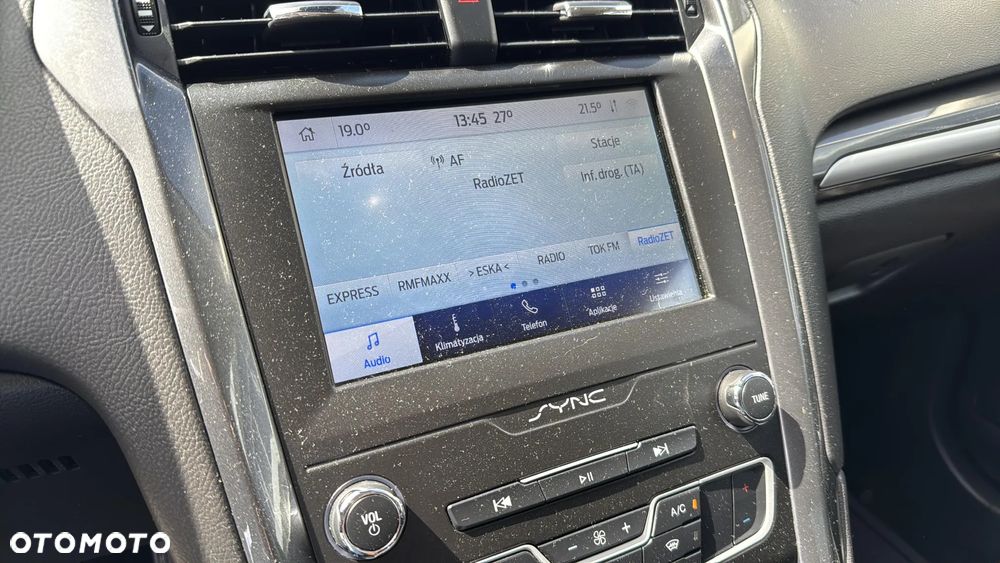 19.0° 13:45 27° 21.5°
Źródła AF Stacje
RadioZET Inf. drog. (TA)
EXPRESS RMFMAXX >ESKA< RADIO TOK FM RadioZET
Audio Klimatyzacja Telefon Aplikacje Ustawienia
SYNC
TUNE
VOL
A/C
OTOMOTO